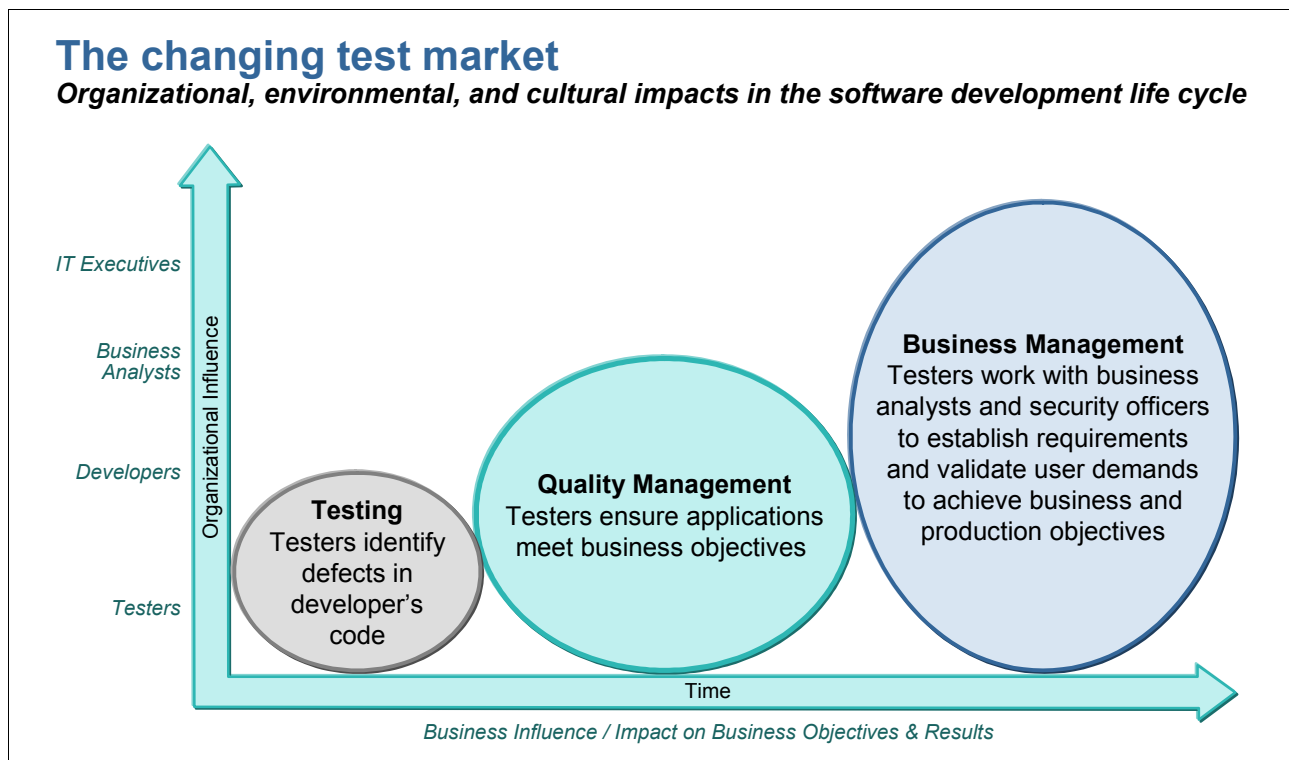 The changing test market
Organizational, environmental, and cultural impacts in the software development life cycle
IT Executives
Business
Analysts
Developers
Testers
Organizational Influence
Testing
Testers identify
defects in
developer’s
code
Quality Management
Testers ensure applications
meet business objectives
Business Management
Testers work with business
analysts and security officers
to establish requirements
and validate user demands
to achieve business and
production objectives
Time
Business Influence / Impact on Business Objectives & Results